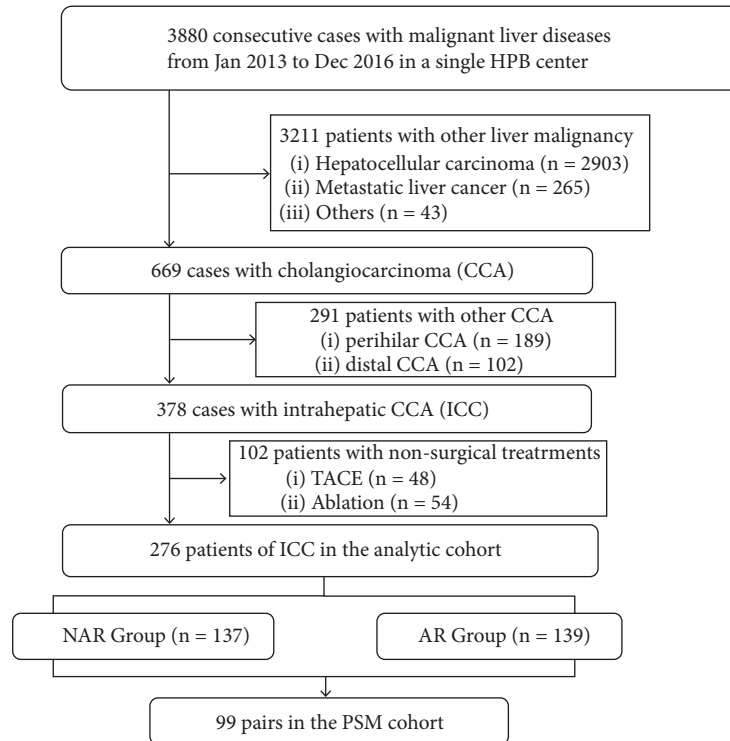 3880 consecutive cases with malignant liver diseases
from Jan 2013 to Dec 2016 in a single HPB center
3211 patients with other liver malignancy
(i) Hepatocellular carcinoma (n = 2903)
(ii) Metastatic liver cancer (n = 265)
(iii) Others (n = 43)
669 cases with cholangiocarcinoma (CCA)
291 patients with other CCA
(i) perihilar CCA (n = 189)
(ii) distal CCA (n = 102)
378 cases with intrahepatic CCA (ICC)
102 patients with non-surgical treatrments
(i) TACE (n = 48)
(ii) Ablation (n = 54)
276 patients of ICC in the analytic cohort
NAR Group (n = 137)
AR Group (n = 139)
99 pairs in the PSM cohort